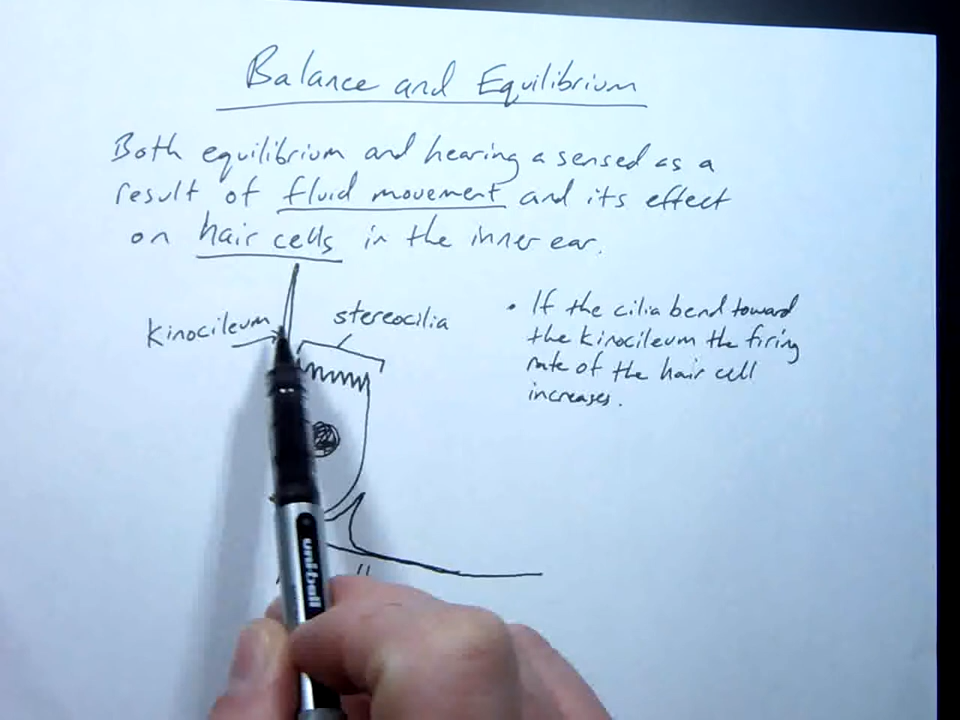 Balance and Equilibrium
Both equilibrium and hearing a sensed as a
result of fluid movement and its effect
on hair cells in the inner ear.
Kinocileum
stereocilia
• If the cilia bend toward
the kinocileum the firing
rate of the hair cell
increases.
uni-ball